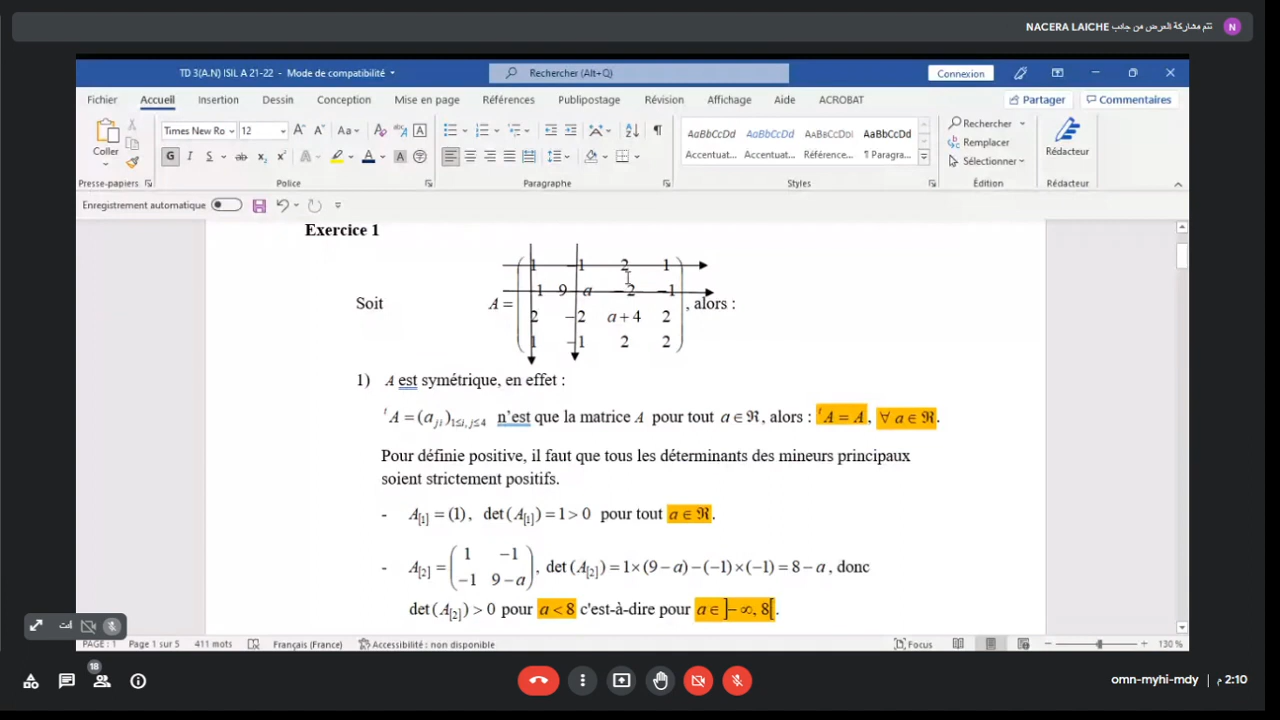 تتم مشاركة العرض من جانب NACERA LAICHE
N
TD 3(A.N) ISIL A 21-22 - Mode de compatibilité
Rechercher (Alt+Q)
Connexion
Fichier Accueil Insertion Dessin Conception Mise en page Références Publipostage Révision Affichage Aide ACROBAT
Partager Commentaires
Times New Ro 12
Coller
AaBbCcDd AaBbCcDd AaBbCcDdI AaBbCcDd
Accentuat... Accentuat... Référence... 1 Paragra...
Rechercher
Remplacer
Sélectionner
Rédacteur
Presse-papiers Police Paragraphe Styles Édition Rédacteur
Enregistrement automatique
Exercice 1
Soit A = ( 1 −1 2 1
−1 9−a −2 −1
2 −2 a+4 2
1 −1 2 2 ) , alors :
1) A est symétrique, en effet :
ᵗA = (a_ji)_1≤i,j≤4 n'est que la matrice A pour tout a∈ℜ, alors : ᵗA = A, ∀ a∈ℜ.
Pour définie positive, il faut que tous les déterminants des mineurs principaux
soient strictement positifs.
- A[1] = (1), det(A[1]) = 1 > 0 pour tout a∈ℜ.
- A[2] = ( 1 −1
−1 9−a ), det(A[2]) = 1×(9−a)−(−1)×(−1) = 8−a, donc
det(A[2]) > 0 pour a < 8 c'est-à-dire pour a∈]−∞, 8[.
PAGE : 1 Page 1 sur 5 411 mots Français (France) Accessibilité : non disponible Focus 130 %
18
omn-myhi-mdy | 2:10 م